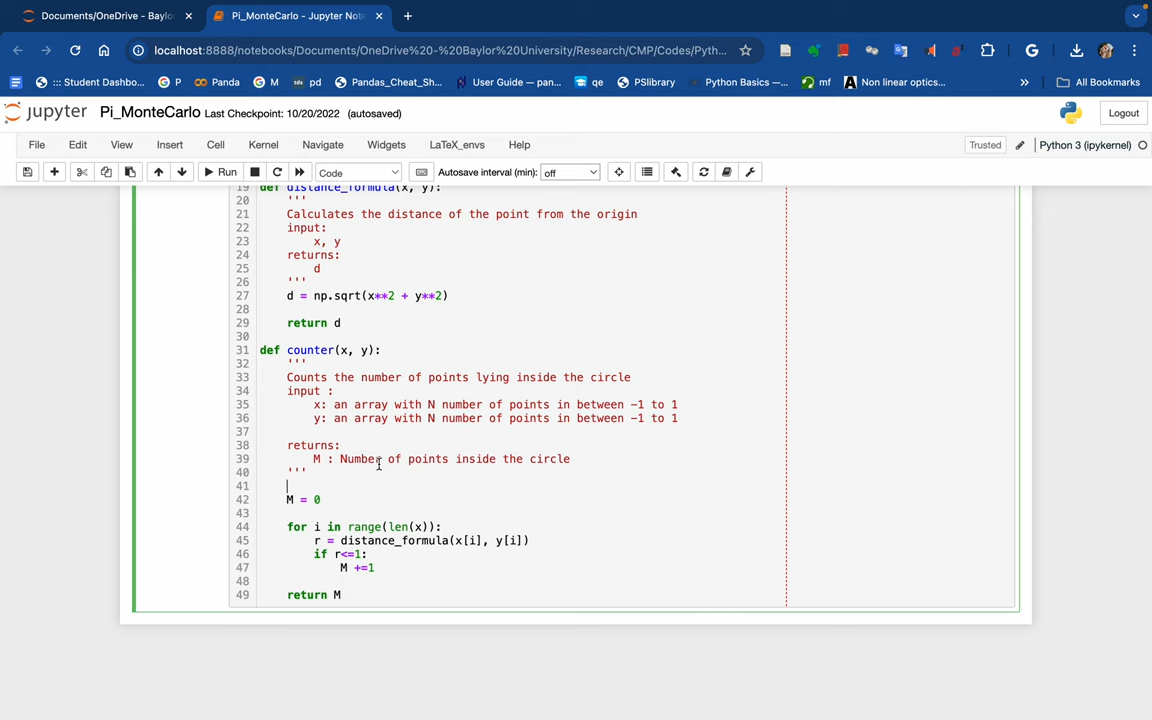 Documents/OneDrive - Baylo
Pi_MonteCarlo - Jupyter Not
localhost:8888/notebooks/Documents/OneDrive%20-%20Baylor%20University/Research/CMP/Codes/Pyth...
::: Student Dashbo...
P
Panda
M
tds
pd
Pandas_Cheat_Sh...
User Guide — pan...
qe
PSlibrary
Python Basics —...
mf
Non linear optics...
»
All Bookmarks
jupyter
Pi_MonteCarlo Last Checkpoint: 10/20/2022 (autosaved)
Logout
File Edit View Insert Cell Kernel Navigate Widgets LaTeX_envs Help
Trusted
Python 3 (ipykernel)
Run
Code
Autosave interval (min): off
19 def distance_formula(x, y):
20 '''
21 Calculates the distance of the point from the origin
22 input:
23 x, y
24 returns:
25 d
26 '''
27 d = np.sqrt(x**2 + y**2)
28
29 return d
30
31 def counter(x, y):
32 '''
33 Counts the number of points lying inside the circle
34 input :
35 x: an array with N number of points in between -1 to 1
36 y: an array with N number of points in between -1 to 1
37
38 returns:
39 M : Number of points inside the circle
40 '''
41
42 M = 0
43
44 for i in range(len(x)):
45 r = distance_formula(x[i], y[i])
46 if r<=1:
47 M +=1
48
49 return M